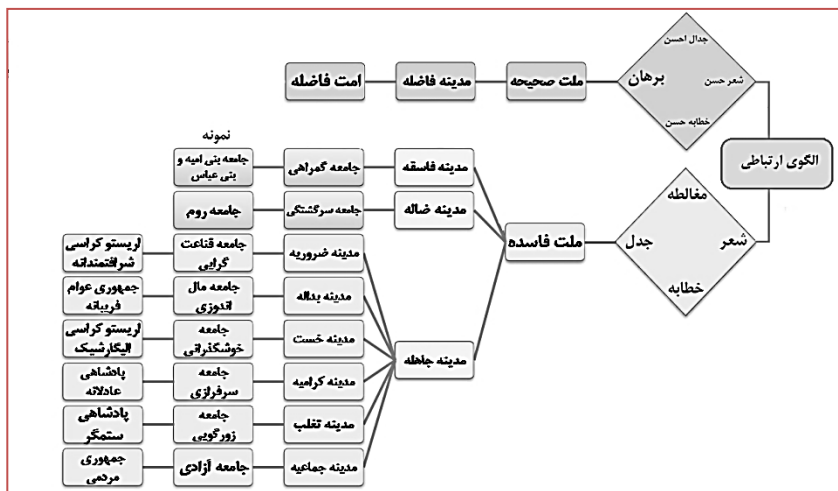 الگوی ارتباطی
جدال احسن
شعر حسن
برهان
خطابه حسن
ملت صحیحه
مدینه فاضله
امت فاضله
مغالطه
شعر
جدل
خطابه
ملت فاسده
نمونه
مدینه فاسقه
جامعه گمراهی
جامعه بنی امیه و
بنی عباس
مدینه ضاله
جامعه سرگشتگی
جامعه روم
مدینه جاهله
مدینه ضروریه
جامعه قناعت
گرایی
اریستو کراسی
شرافتمندانه
مدینه بداله
جامعه مال
اندوزی
جمهوری عوام
فریبانه
مدینه خست
جامعه
خوشگذرانی
اریستو کراسی
الیگارشیک
مدینه کرامیه
جامعه
سرفرازی
پادشاهی
عادلانه
مدینه تغلب
جامعه
زورگویی
پادشاهی
ستمگر
مدینه جماعیه
جامعه آزادی
جمهوری
مردمی